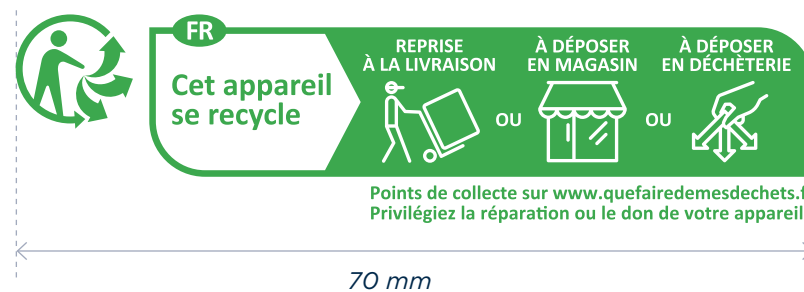 FR
Cet appareil
se recycle
REPRISE
À LA LIVRAISON
OU
À DÉPOSER
EN MAGASIN
OU
À DÉPOSER
EN DÉCHÈTERIE
Points de collecte sur www.quefairedemesdechets.f
Privilégiez la réparation ou le don de votre appareil
70 mm